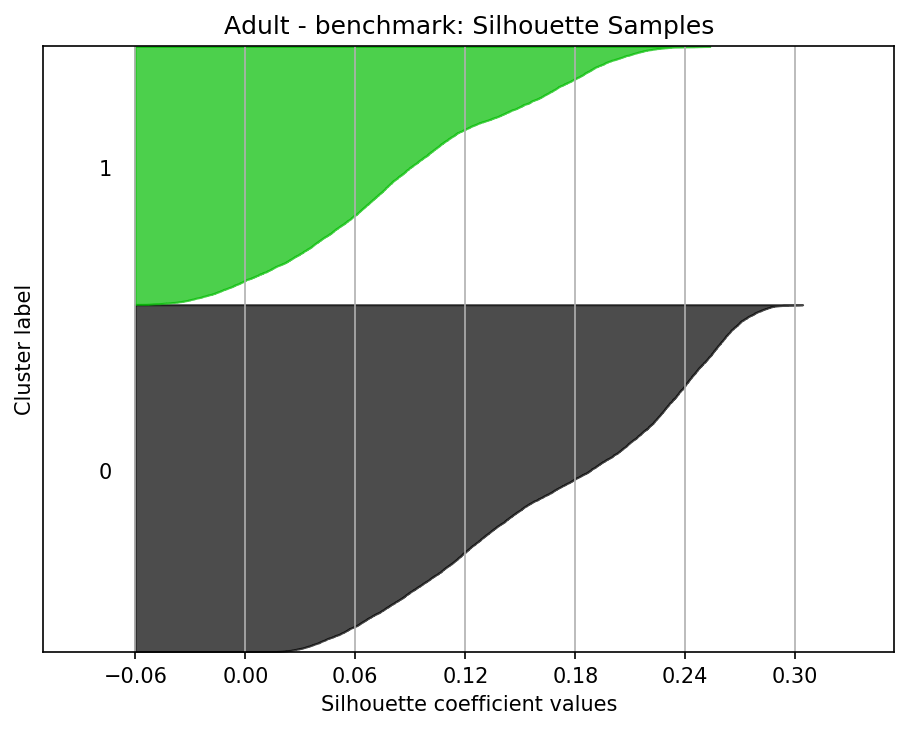 Adult - benchmark: Silhouette Samples
1
0
Cluster label
−0.06 0.00 0.06 0.12 0.18 0.24 0.30
Silhouette coefficient values